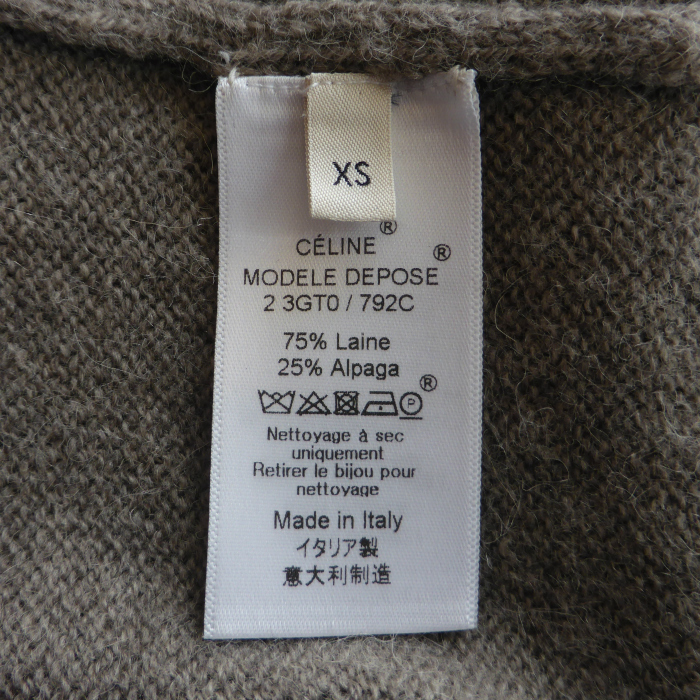 XS
CÉLINE ®
MODELE DEPOSE ®
2 3GT0 / 792C
75% Laine
25% Alpaga
P ®
Nettoyage à sec
uniquement
Retirer le bijou pour
nettoyage
Made in Italy
イタリア製
意大利制造